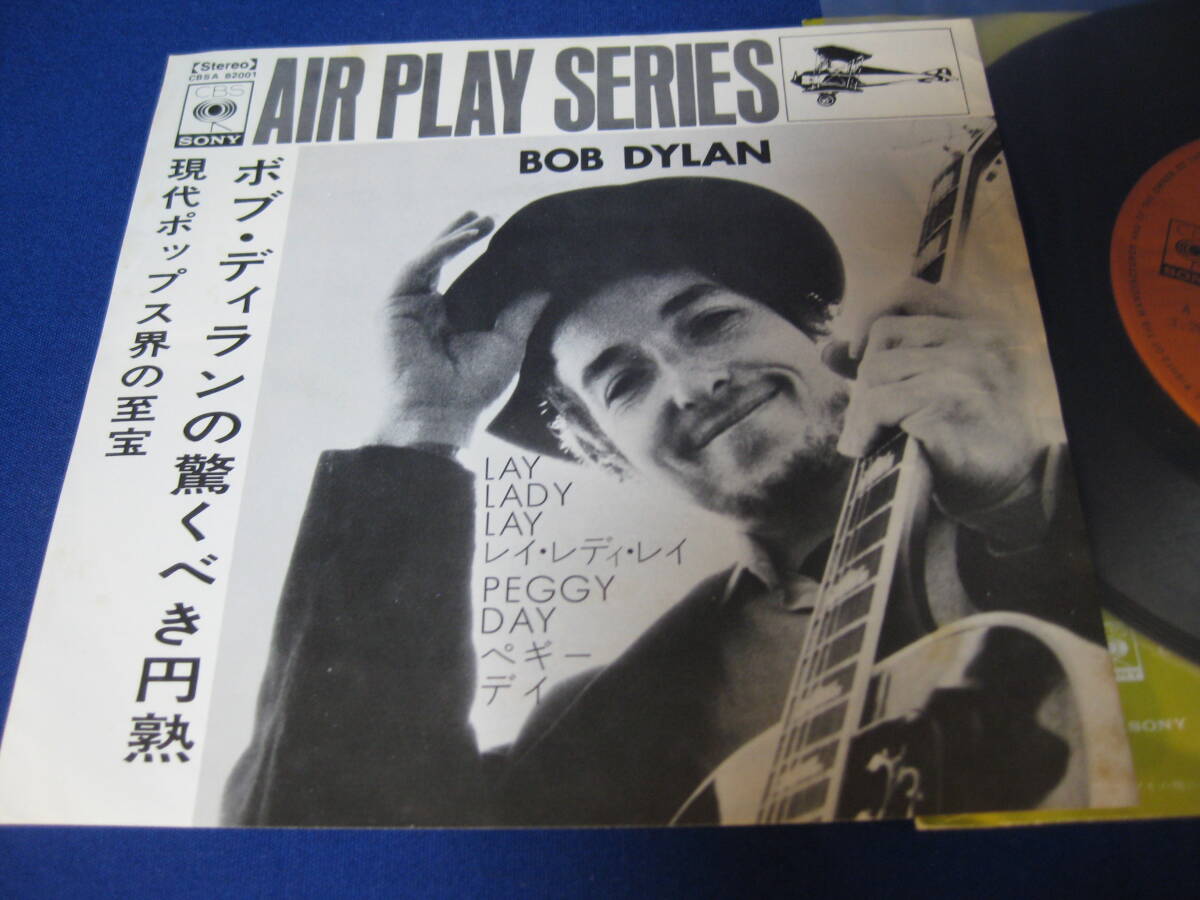 【Stereo】
CBSA 82001
CBS
SONY
AIR PLAY SERIES
BOB DYLAN
ボブ・ディランの驚くべき円熟
現代ポップス界の至宝
LAY
LADY
LAY
レイ・レディ・レイ
PEGGY
DAY
ペギー
デイ
CBS
SONY
SONY